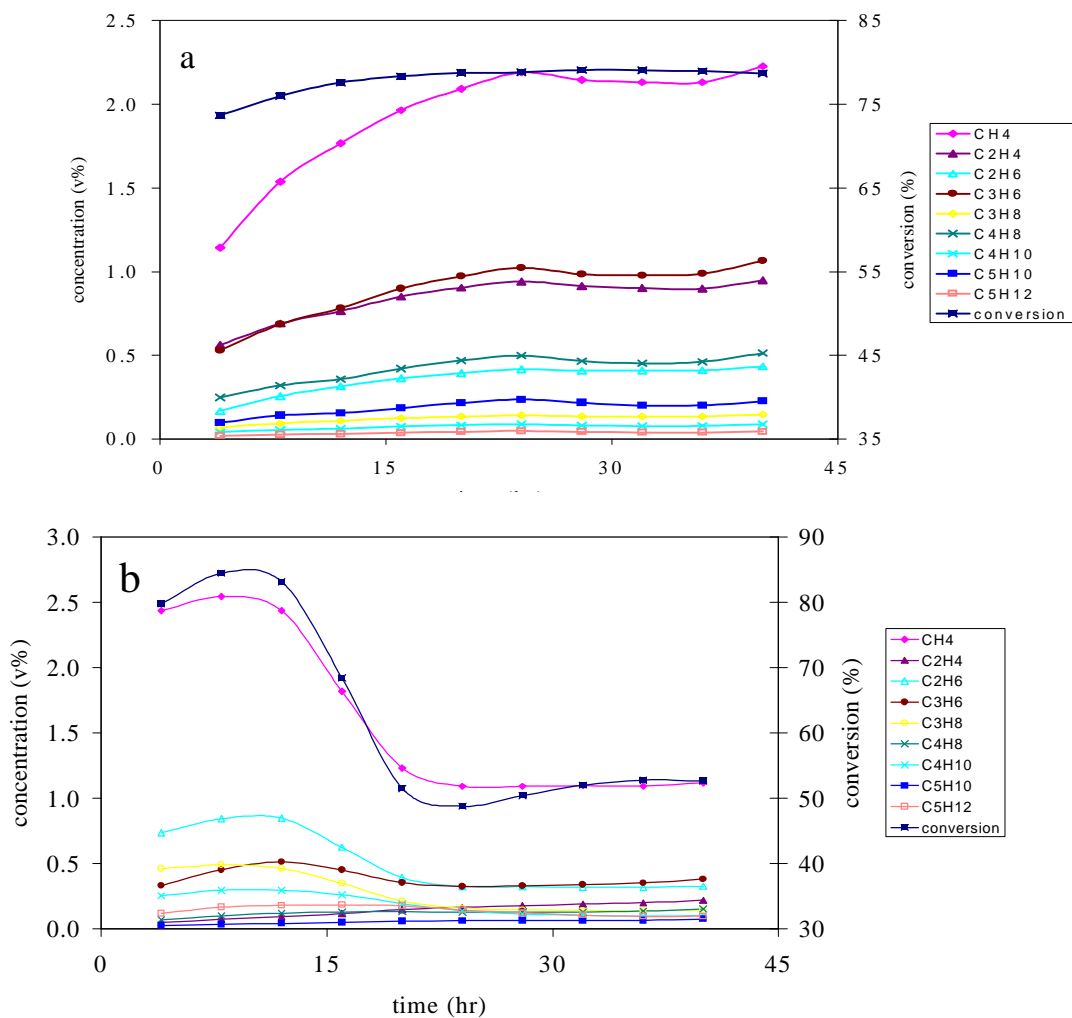 a
2.5
2.0
1.5
1.0
0.5
0.0
concentration (v%)
85
75
65
55
45
35
conversion (%)
0
15
30
45
CH4
C2H4
C2H6
C3H6
C3H8
C4H8
C4H10
C5H10
C5H12
conversion
b
3.0
2.5
2.0
1.5
1.0
0.5
0.0
concentration (v%)
90
80
70
60
50
40
30
conversion (%)
0
15
30
45
time (hr)
CH4
C2H4
C2H6
C3H6
C3H8
C4H8
C4H10
C5H10
C5H12
conversion